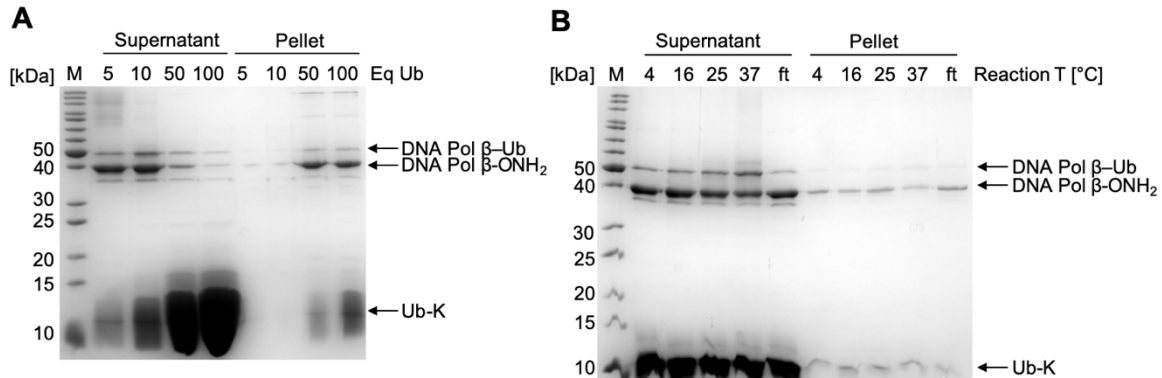 A
Supernatant Pellet
[kDa] M 5 10 50 100 5 10 50 100 Eq Ub
50
40
30
25
20
15
10
DNA Pol β–Ub
DNA Pol β-ONH₂
Ub-K
B
Supernatant Pellet
[kDa] M 4 16 25 37 ft 4 16 25 37 ft Reaction T [°C]
50
40
30
25
20
15
10
DNA Pol β–Ub
DNA Pol β-ONH₂
Ub-K